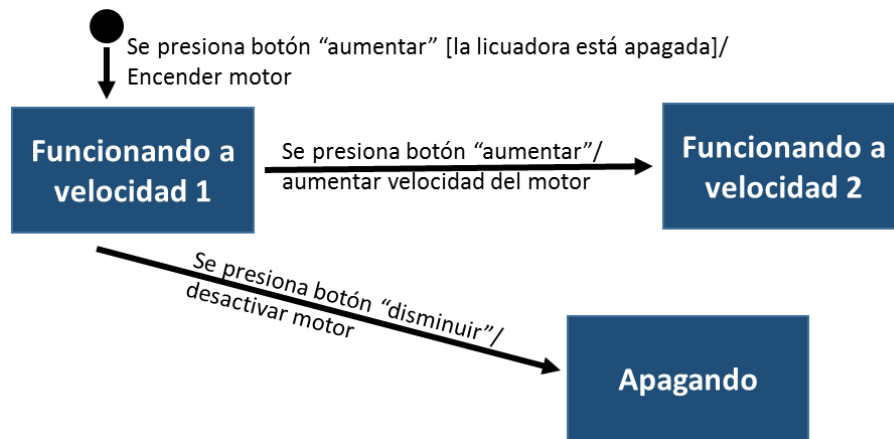 Se presiona botón “aumentar” [la licuadora está apagada]/
Encender motor
Funcionando a
velocidad 1
Se presiona botón “aumentar”/
aumentar velocidad del motor
Funcionando a
velocidad 2
Se presiona botón “disminuir”/
desactivar motor
Apagando